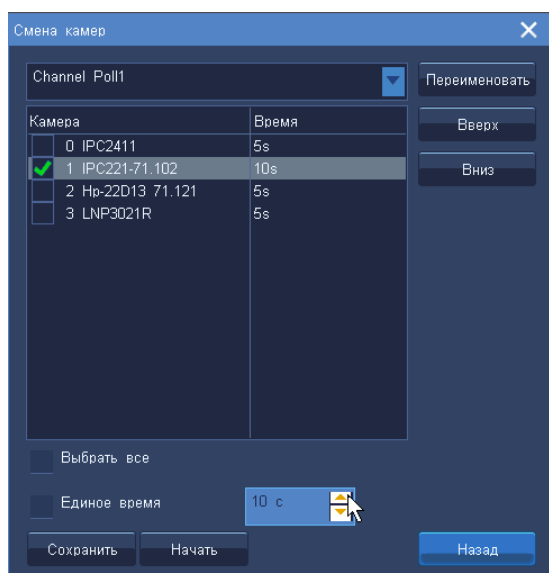 Смена камер
Channel Poll1
Переименовать
Камера Время
Вверх
0 IPC2411 5s
1 IPC221-71.102 10s
Вниз
2 Hp-22D13 71.121 5s
3 LNP3021R 5s
Выбрать все
Единое время 10 с
Сохранить Начать Назад